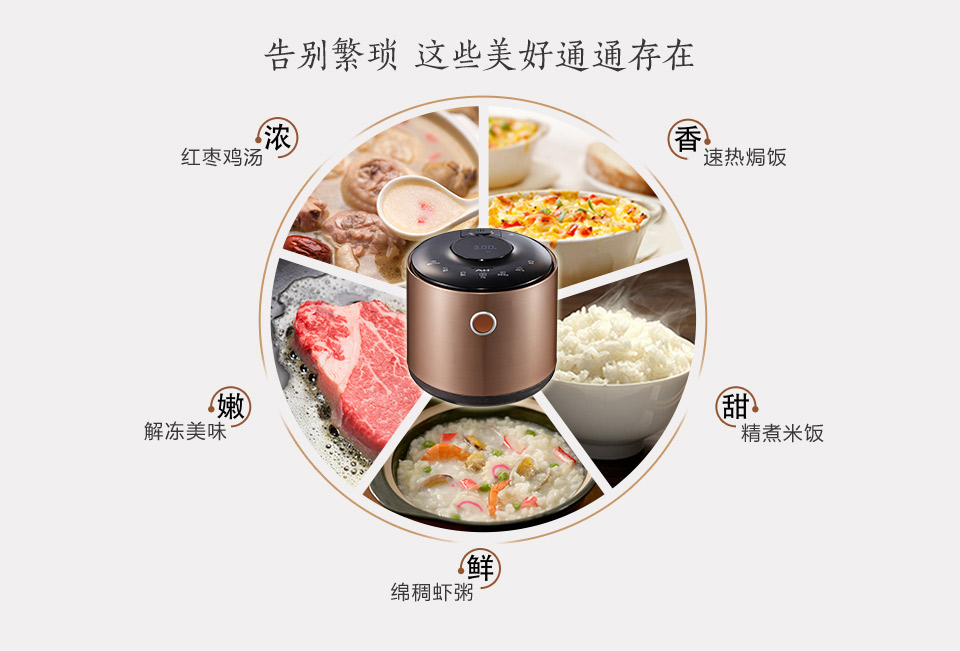 告别繁琐 这些美好通通存在
浓
红枣鸡汤
香
速热焗饭
嫩
解冻美味
甜
精煮米饭
鲜
绵稠虾粥